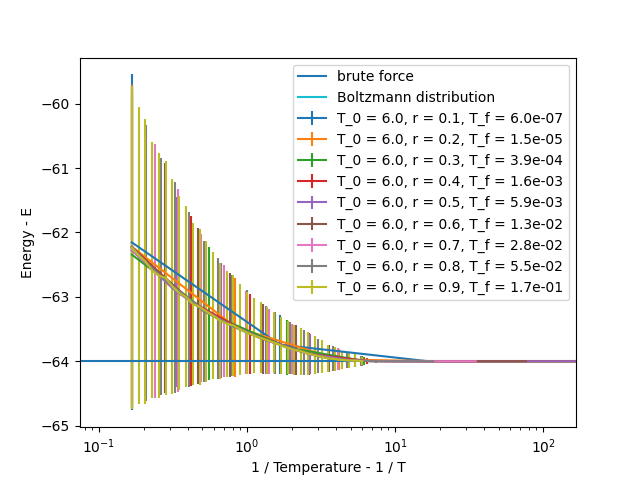 −60
−61
−62
−63
−64
−65
Energy - E
10⁻¹
10⁰
10¹
10²
1 / Temperature - 1 / T
brute force
Boltzmann distribution
T_0 = 6.0, r = 0.1, T_f = 6.0e-07
T_0 = 6.0, r = 0.2, T_f = 1.5e-05
T_0 = 6.0, r = 0.3, T_f = 3.9e-04
T_0 = 6.0, r = 0.4, T_f = 1.6e-03
T_0 = 6.0, r = 0.5, T_f = 5.9e-03
T_0 = 6.0, r = 0.6, T_f = 1.3e-02
T_0 = 6.0, r = 0.7, T_f = 2.8e-02
T_0 = 6.0, r = 0.8, T_f = 5.5e-02
T_0 = 6.0, r = 0.9, T_f = 1.7e-01